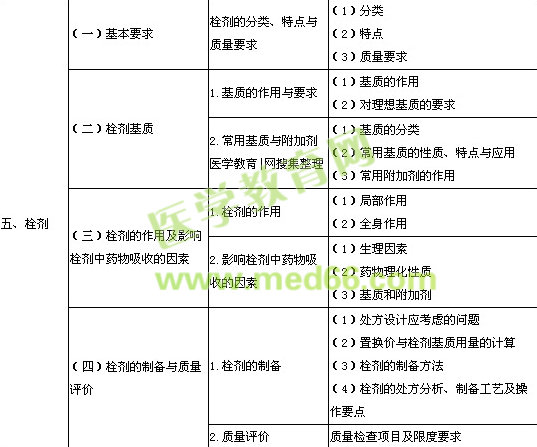 五、栓剂
（一）基本要求
栓剂的分类、特点与
质量要求
（1）分类
（2）特点
（3）质量要求
（二）栓剂基质
1.基质的作用与要求
（1）基质的作用
（2）对理想基质的要求
2.常用基质与附加剂
医学教育|网搜集整理
（1）基质的分类
（2）常用基质的性质、特点与应用
（3）常用附加剂的作用
（三）栓剂的作用及影响
栓剂中药物吸收的因素
1.栓剂的作用
（1）局部作用
（2）全身作用
2.影响栓剂中药物吸
收的因素
（1）生理因素
（2）药物理化性质
（3）基质和附加剂
（四）栓剂的制备与质量
评价
1.栓剂的制备
（1）处方设计应考虑的问题
（2）置换价与栓剂基质用量的计算
（3）栓剂的制备方法
（4）栓剂的处方分析、制备工艺及操
作要点
2.质量评价
质量检查项目及限度要求
医学教育网
www.med66.com